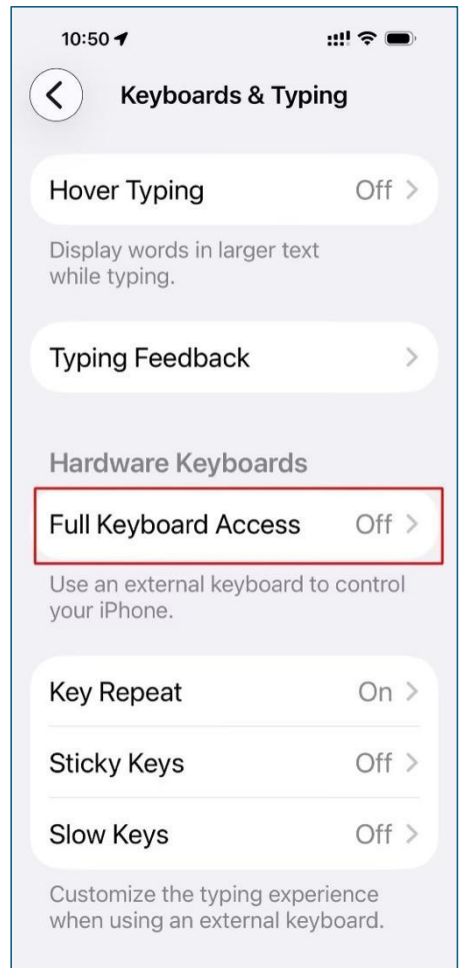 10:50
Keyboards & Typing
Hover Typing Off
Display words in larger text
while typing.
Typing Feedback
Hardware Keyboards
Full Keyboard Access Off
Use an external keyboard to control
your iPhone.
Key Repeat On
Sticky Keys Off
Slow Keys Off
Customize the typing experience
when using an external keyboard.